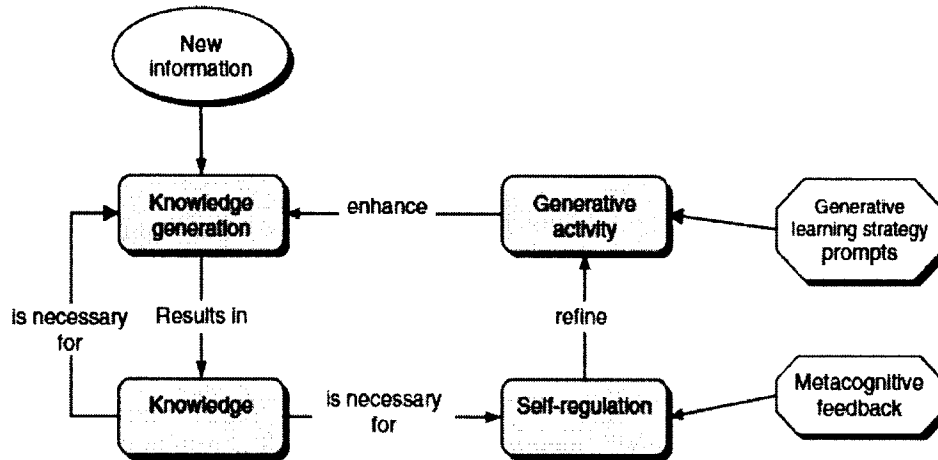 New
information
Knowledge
generation
enhance
Generative
activity
Generative
learning strategy
prompts
is necessary
for
Results in
refine
Knowledge
is necessary
for
Self-regulation
Metacognitive
feedback